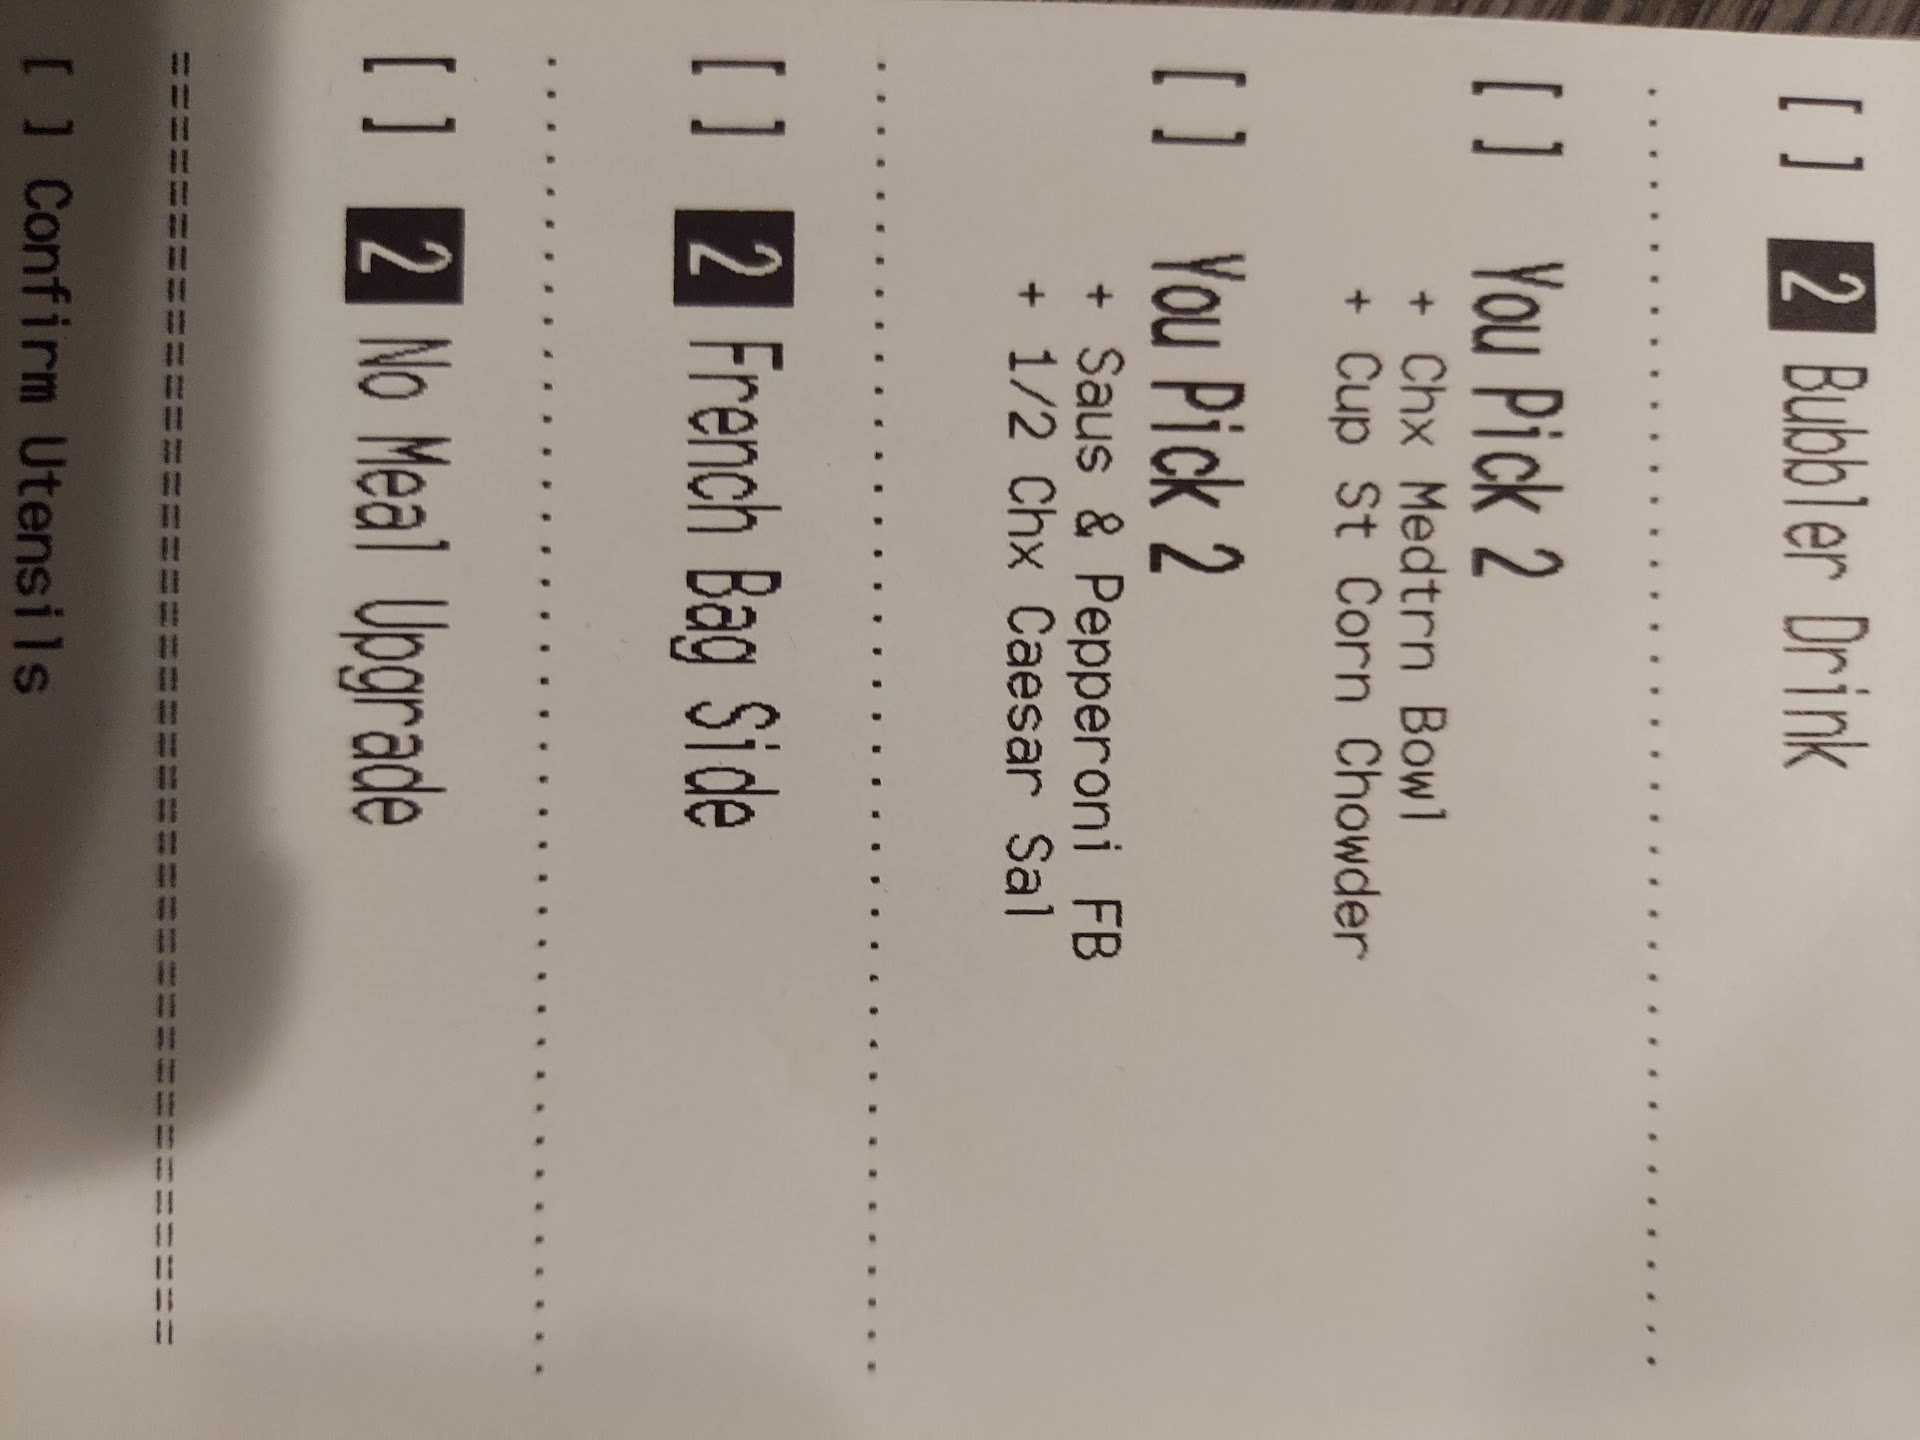 [ ] 2 Bubbler Drink
................................................
[ ] You Pick 2
+ Chx Medtrn Bowl
+ Cup St Corn Chowder
[ ] You Pick 2
+ Saus & Pepperoni FB
+ 1/2 Chx Caesar Sal
................................................
[ ] 2 French Bag Side
................................................
[ ] 2 No Meal Upgrade
========================================
[ ] Confirm Utensils